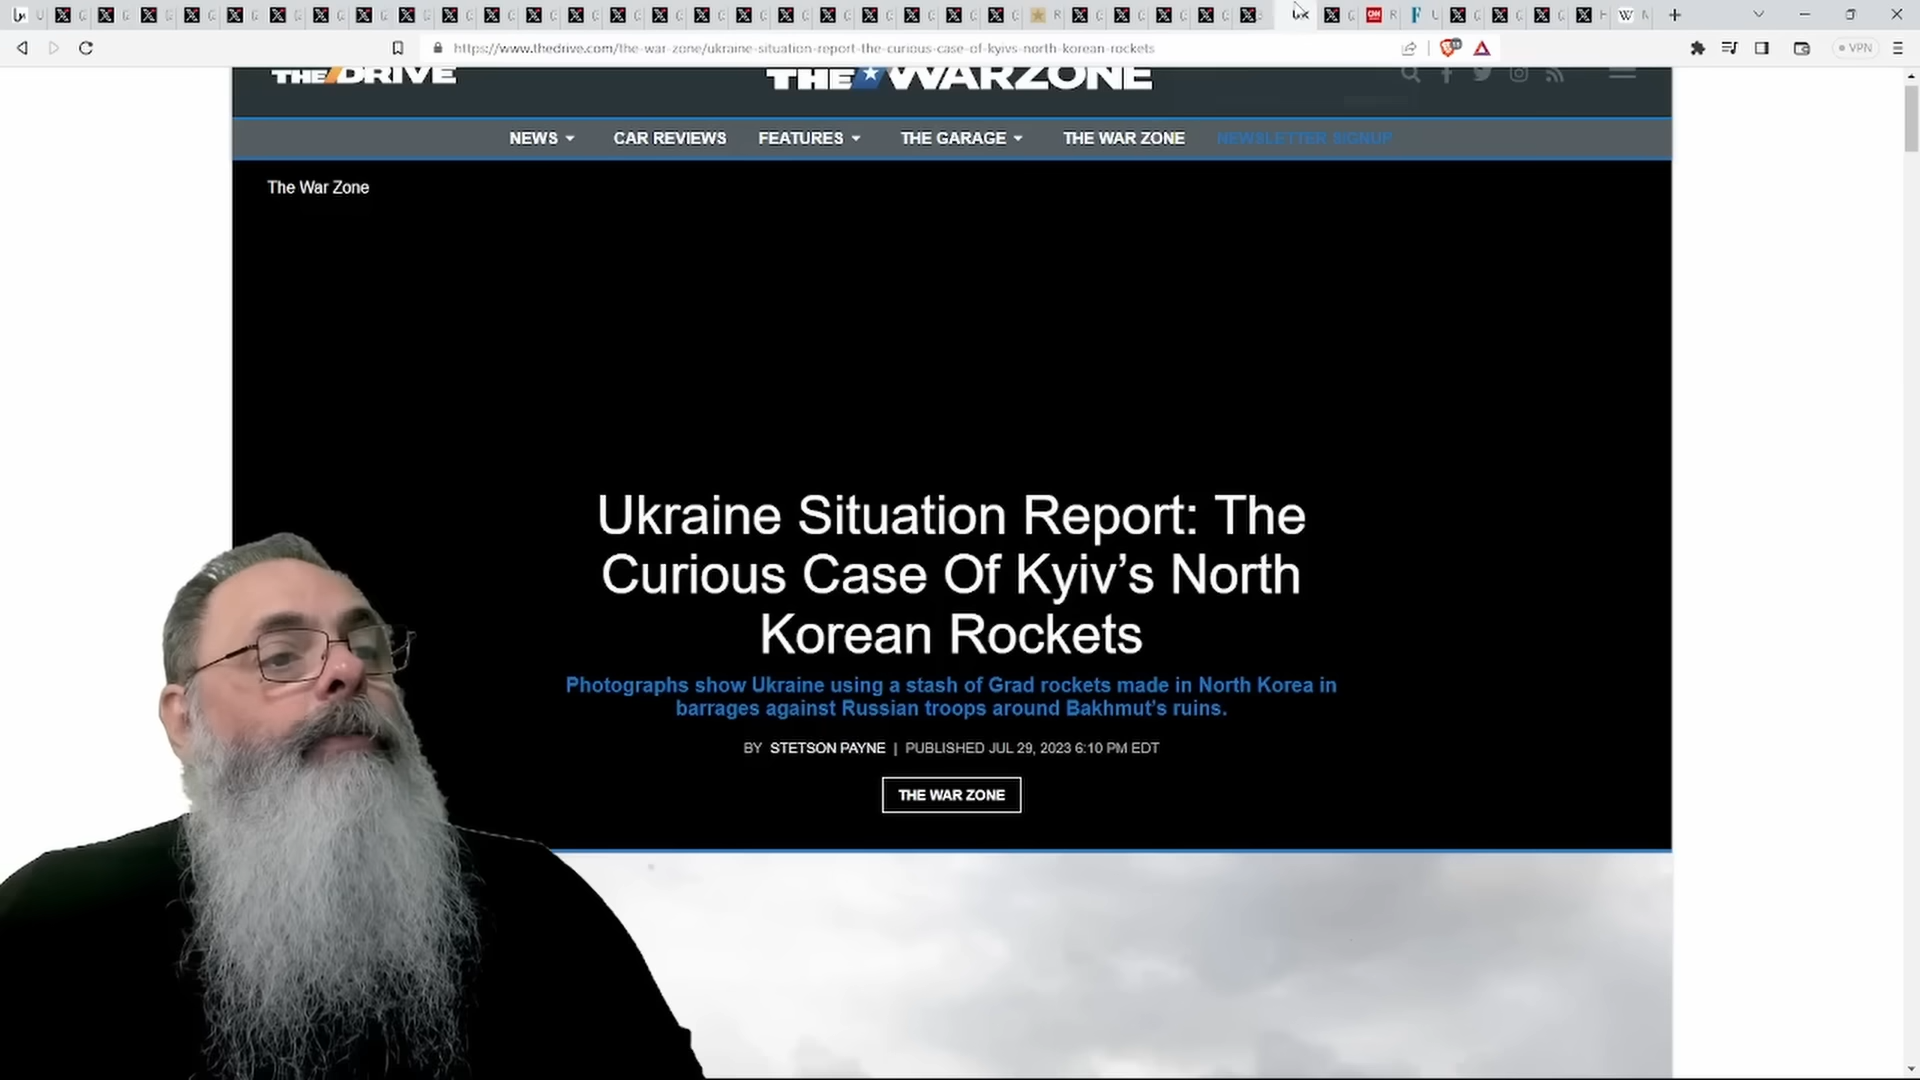 https://www.thedrive.com/the-war-zone/ukraine-situation-report-the-curious-case-of-kyivs-north-korean-rockets
VPN
THE DRIVE
THE WARZONE
NEWS CAR REVIEWS FEATURES THE GARAGE THE WAR ZONE NEWSLETTER SIGNUP
The War Zone
Ukraine Situation Report: The
Curious Case Of Kyiv’s North
Korean Rockets
Photographs show Ukraine using a stash of Grad rockets made in North Korea in
barrages against Russian troops around Bakhmut's ruins.
BY STETSON PAYNE | PUBLISHED JUL 29, 2023 6:10 PM EDT
THE WAR ZONE